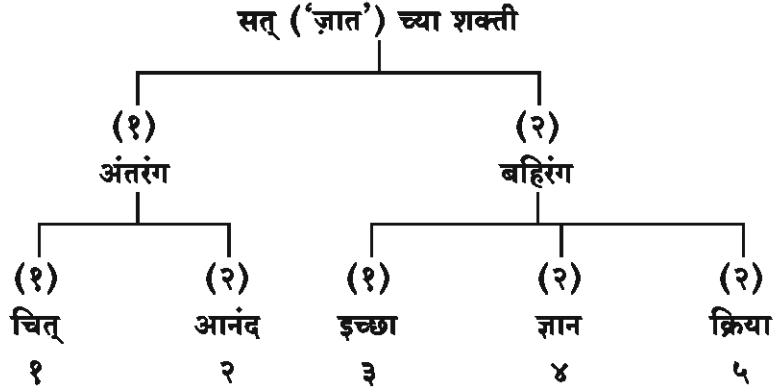 सत् (‘ज़ात’) च्या शक्ती
(१) (२)
अंतरंग बहिरंग
(१) (२) (१) (२) (२)
चित् आनंद इच्छा ज्ञान क्रिया
१ २ ३ ४ ५